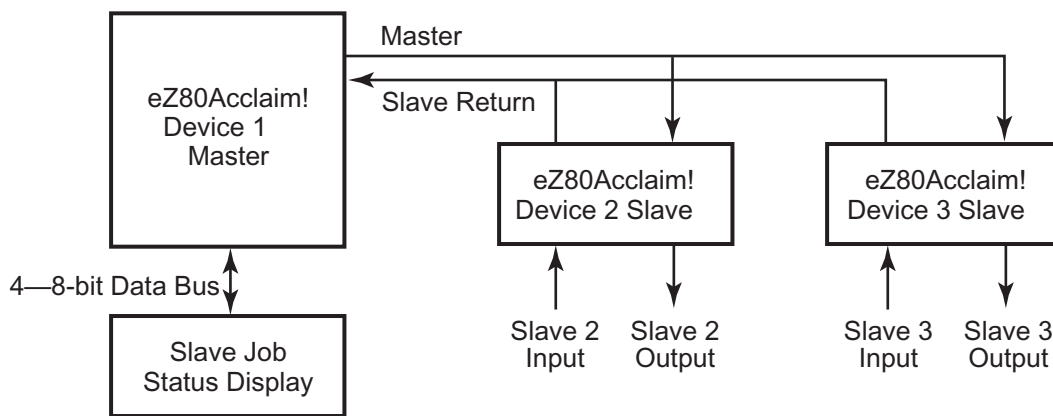 Master
Slave Return
eZ80Acclaim!
Device 1
Master
eZ80Acclaim!
Device 2 Slave
eZ80Acclaim!
Device 3 Slave
4—8-bit Data Bus
Slave Job
Status Display
Slave 2
Input
Slave 2
Output
Slave 3
Input
Slave 3
Output